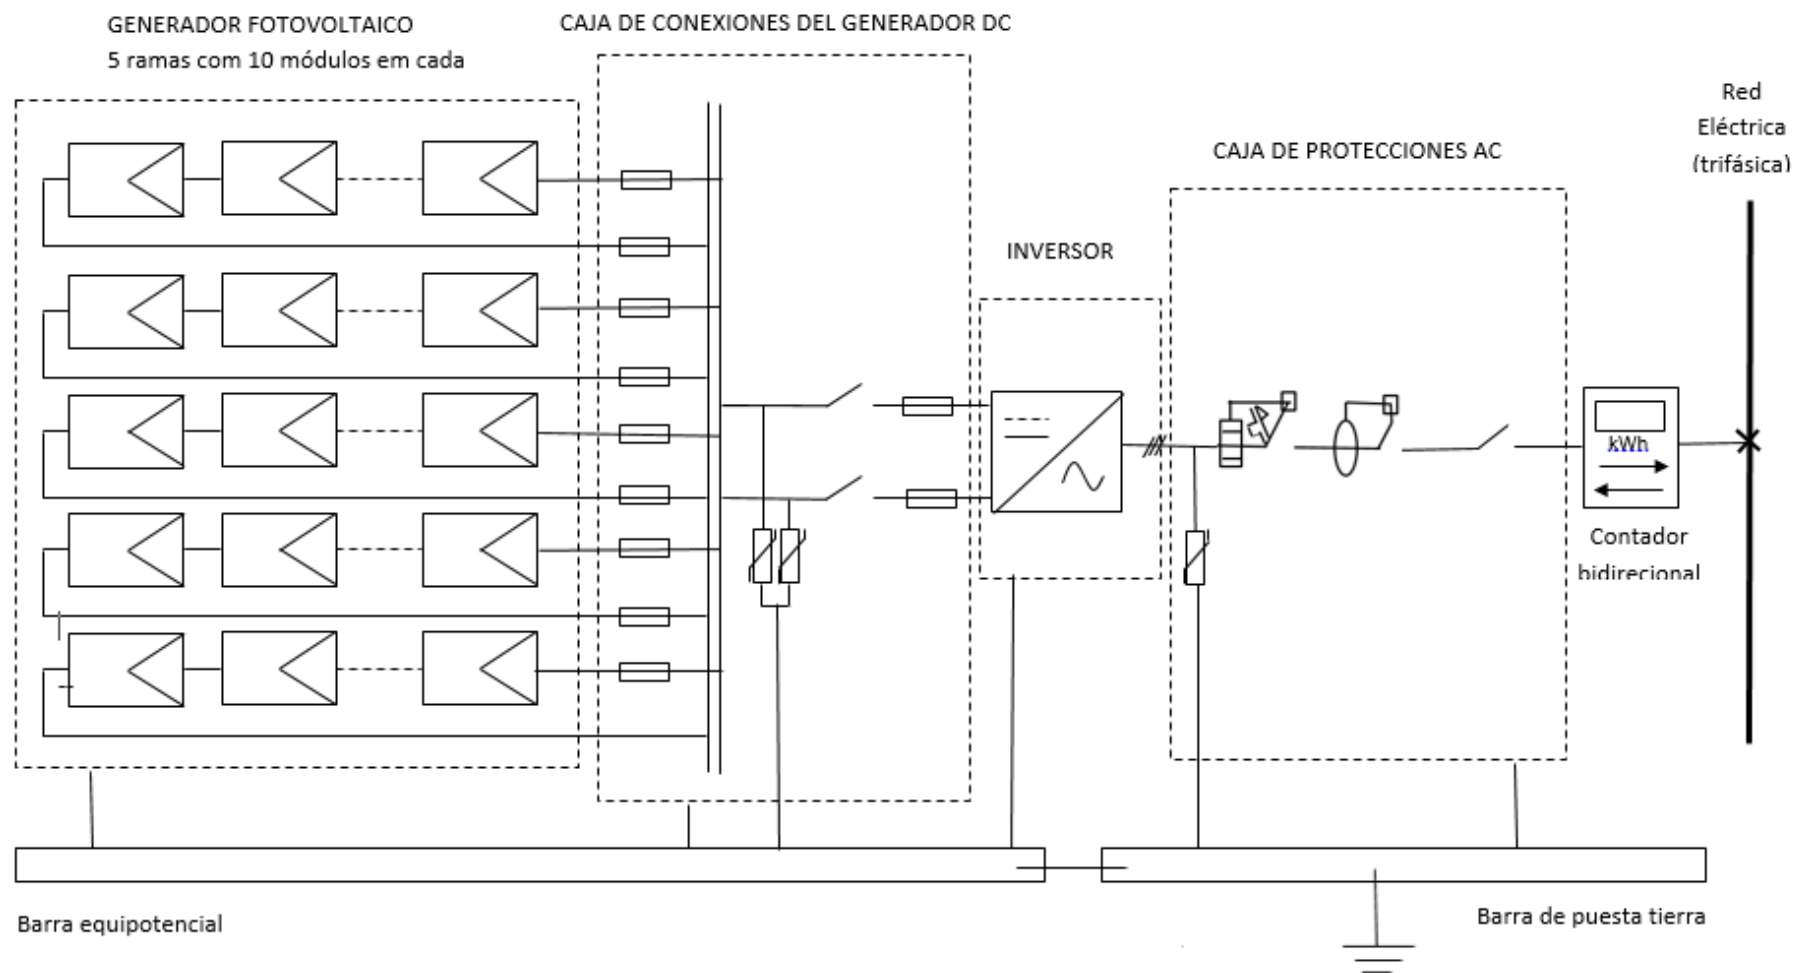 GENERADOR FOTOVOLTAICO
5 ramas com 10 módulos em cada
CAJA DE CONEXIONES DEL GENERADOR DC
INVERSOR
CAJA DE PROTECCIONES AC
Red
Eléctrica
(trifásica)
kWh
Contador
bidirecional
Barra equipotencial
Barra de puesta tierra